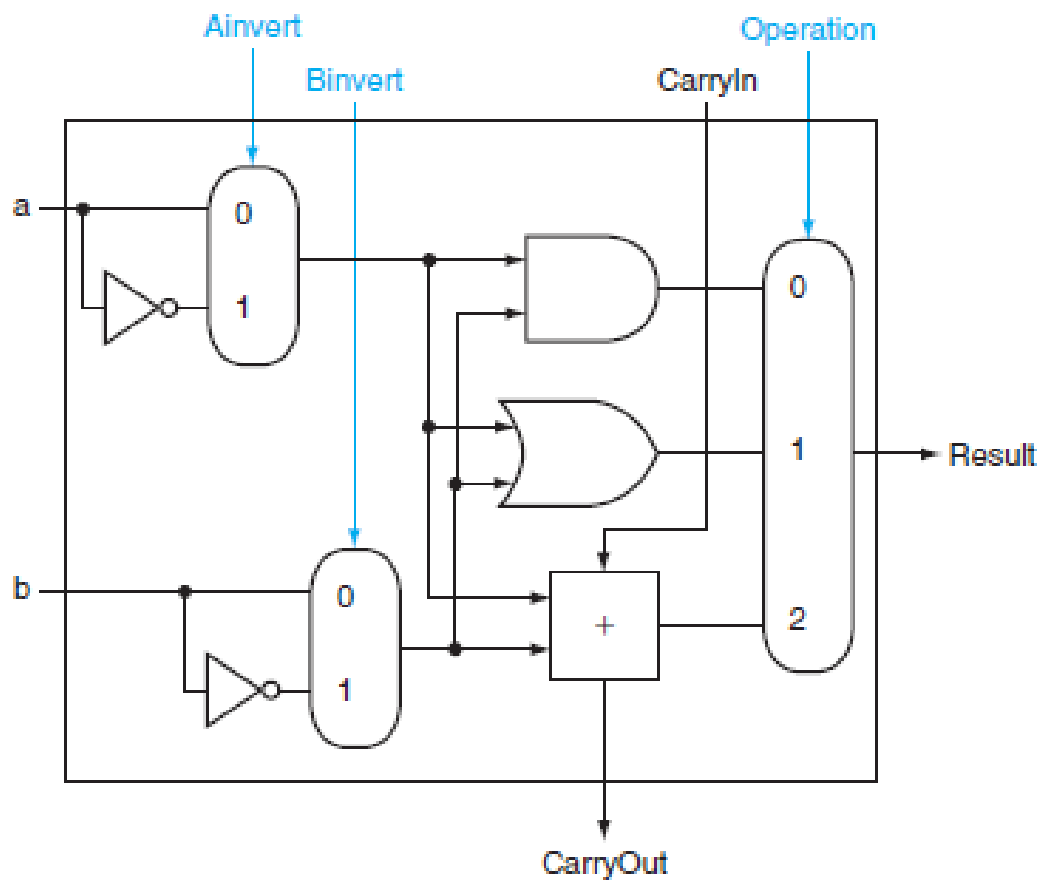 Ainvert
Operation
Binvert
CarryIn
a
0
1
0
1
Result
b
0
+
2
1
CarryOut